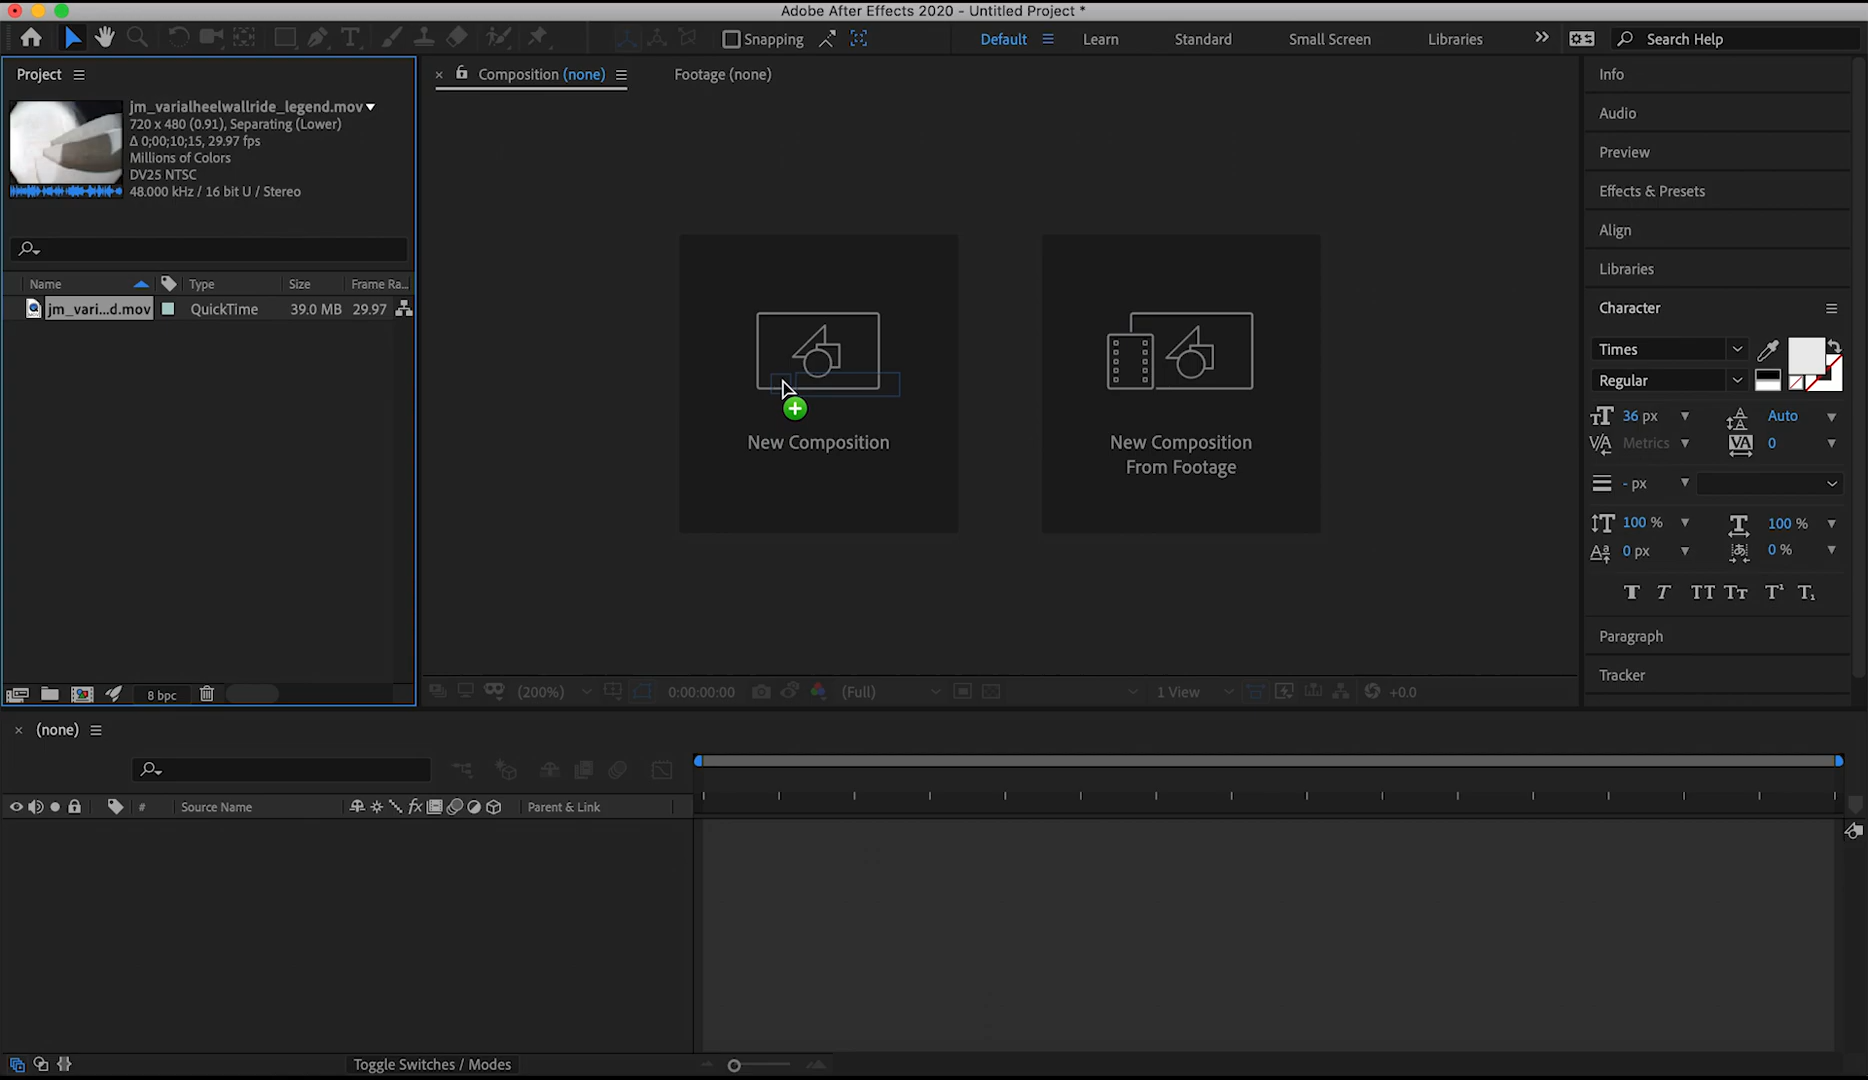 Adobe After Effects 2020 - Untitled Project *
Snapping
Default
Learn
Standard
Small Screen
Libraries
Search Help
Project
jm_varialheelwallride_legend.mov
720 x 480 (0.91), Separating (Lower)
Δ 0;00;10;15, 29.97 fps
Millions of Colors
DV25 NTSC
48.000 kHz / 16 bit U / Stereo
Name
Type
Size
Frame Ra...
jm_vari...d.mov
QuickTime
39.0 MB
29.97
8 bpc
Composition (none)
Footage (none)
New Composition
New Composition
From Footage
(200%)
0:00:00:00
(Full)
1 View
+0.0
Info
Audio
Preview
Effects & Presets
Align
Libraries
Character
Times
Regular
36 px
Auto
Metrics
0
- px
100 %
100 %
0 px
0 %
Paragraph
Tracker
(none)
#
Source Name
Parent & Link
Toggle Switches / Modes